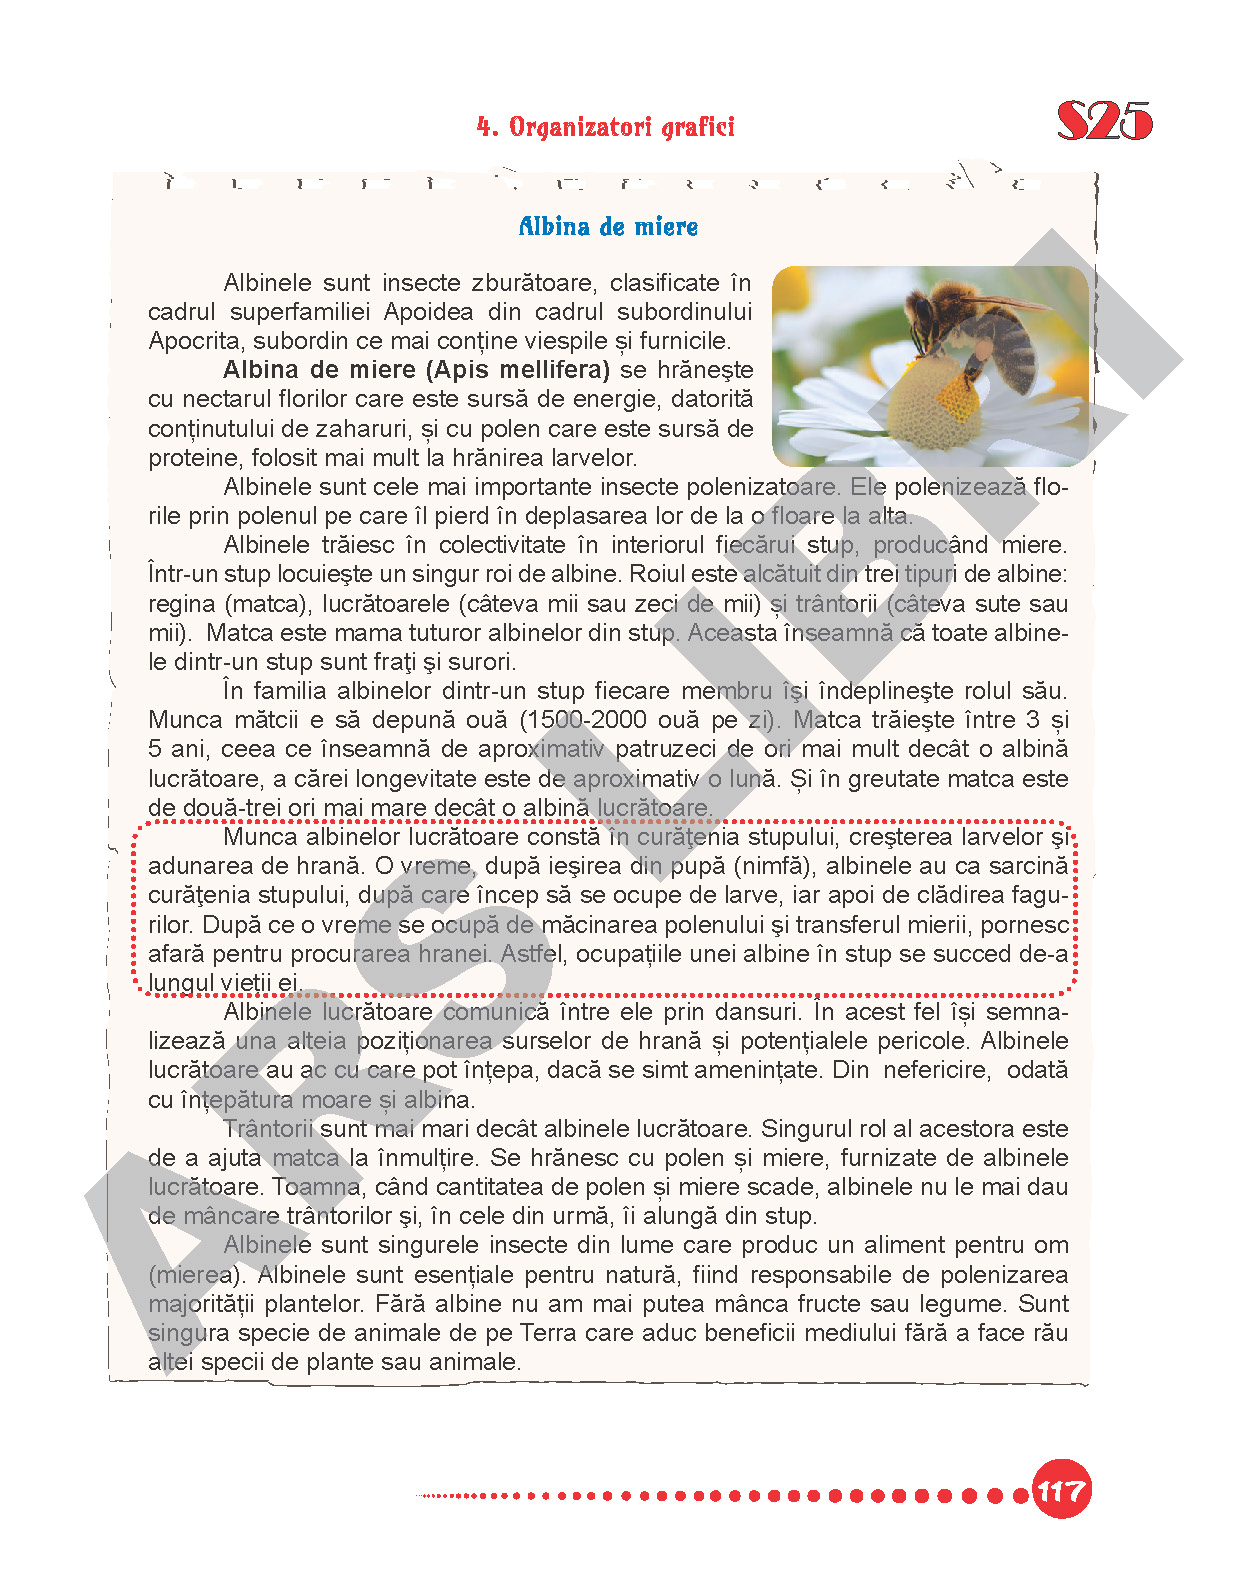 4. Organizatori grafici
S25
Albina de miere
Albinele sunt insecte zburătoare, clasificate în
cadrul superfamiliei Apoidea din cadrul subordinului
Apocrita, subordin ce mai conține viespile și furnicile.
Albina de miere (Apis mellifera) se hrăneşte
cu nectarul florilor care este sursă de energie, datorită
conținutului de zaharuri, și cu polen care este sursă de
proteine, folosit mai mult la hrănirea larvelor.
Albinele sunt cele mai importante insecte polenizatoare. Ele polenizează flo-
rile prin polenul pe care îl pierd în deplasarea lor de la o floare la alta.
Albinele trăiesc în colectivitate în interiorul fiecărui stup, producând miere.
Într-un stup locuieşte un singur roi de albine. Roiul este alcătuit din trei tipuri de albine:
regina (matca), lucrătoarele (câteva mii sau zeci de mii) și trântorii (câteva sute sau
mii).  Matca este mama tuturor albinelor din stup. Aceasta înseamnă că toate albine-
le dintr-un stup sunt fraţi şi surori.
În familia albinelor dintr-un stup fiecare membru îşi îndeplineşte rolul său.
Munca mătcii e să depună ouă (1500-2000 ouă pe zi). Matca trăieşte între 3 și
5 ani, ceea ce înseamnă de aproximativ patruzeci de ori mai mult decât o albină
lucrătoare, a cărei longevitate este de aproximativ o lună. Și în greutate matca este
de două-trei ori mai mare decât o albină lucrătoare.
Munca albinelor lucrătoare constă în curăţenia stupului, creşterea larvelor şi
adunarea de hrană. O vreme, după ieşirea din pupă (nimfă), albinele au ca sarcină
curăţenia stupului, după care încep să se ocupe de larve, iar apoi de clădirea fagu-
rilor. După ce o vreme se ocupă de măcinarea polenului şi transferul mierii, pornesc
afară pentru procurarea hranei. Astfel, ocupațiile unei albine în stup se succed de-a
lungul vieții ei.
Albinele lucrătoare comunică între ele prin dansuri. În acest fel își semna-
lizează una alteia poziționarea surselor de hrană și potențialele pericole. Albinele
lucrătoare au ac cu care pot înțepa, dacă se simt amenințate. Din  nefericire,  odată
cu înțepătura moare și albina.
Trântorii sunt mai mari decât albinele lucrătoare. Singurul rol al acestora este
de a ajuta matca la înmulțire. Se hrănesc cu polen și miere, furnizate de albinele
lucrătoare. Toamna, când cantitatea de polen și miere scade, albinele nu le mai dau
de mâncare trântorilor şi, în cele din urmă, îi alungă din stup.
Albinele sunt singurele insecte din lume care produc un aliment pentru om
(mierea). Albinele sunt esențiale pentru natură, fiind responsabile de polenizarea
majorității plantelor. Fără albine nu am mai putea mânca fructe sau legume. Sunt
singura specie de animale de pe Terra care aduc beneficii mediului fără a face rău
altei specii de plante sau animale.
ARS LIBRI
117